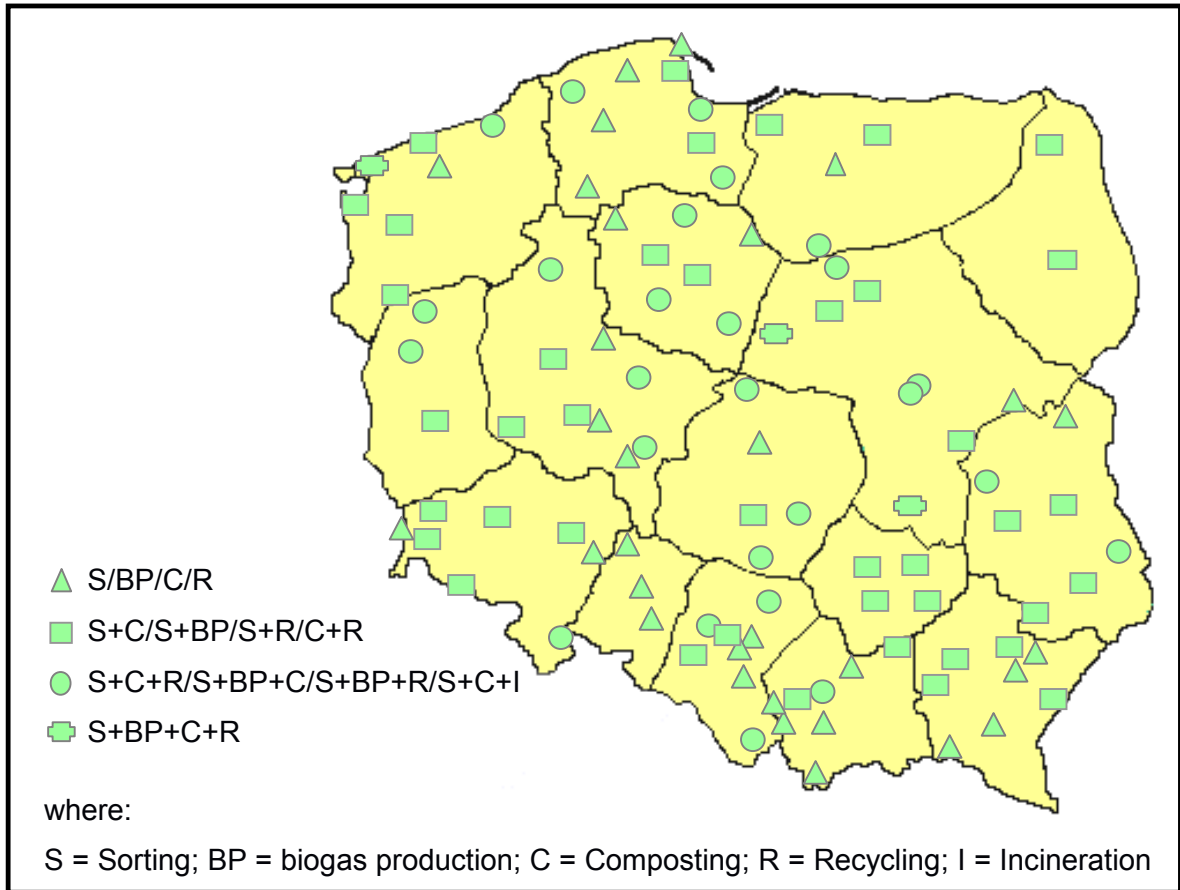 S/BP/C/R
S+C/S+BP/S+R/C+R
S+C+R/S+BP+C/S+BP+R/S+C+I
S+BP+C+R
where:
S = Sorting; BP = biogas production; C = Composting; R = Recycling; I = Incineration